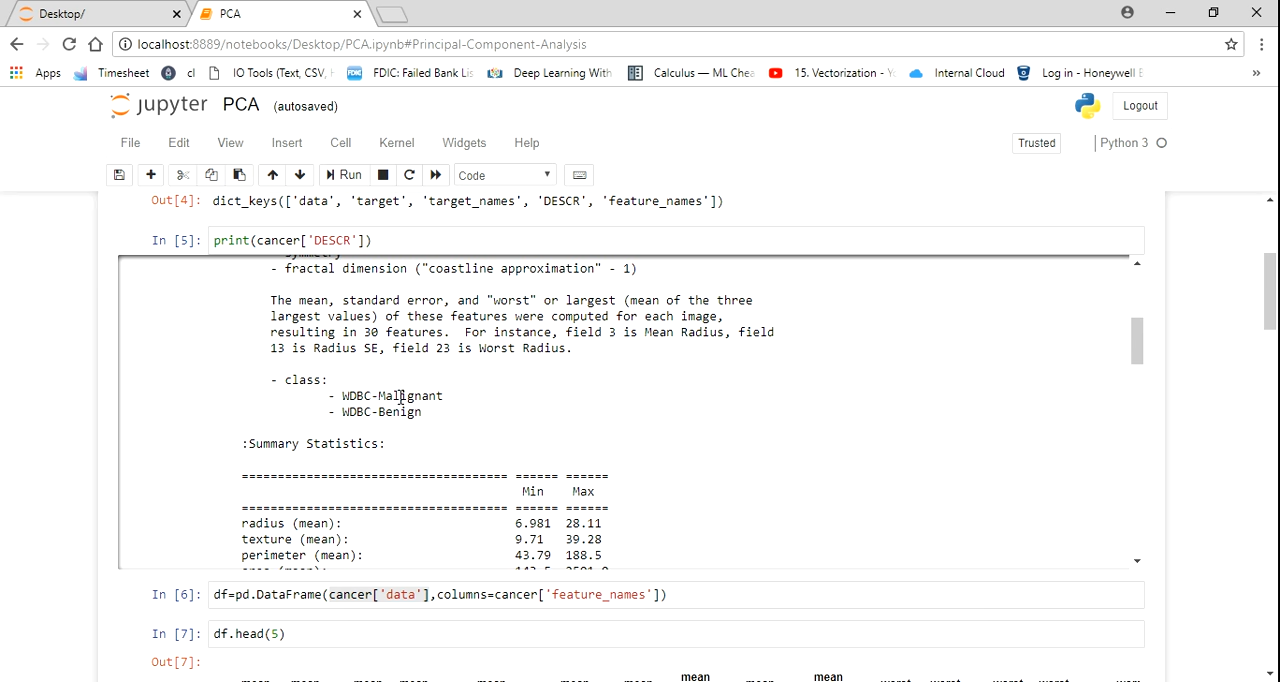 Desktop/
PCA
localhost:8889/notebooks/Desktop/PCA.ipynb#Principal-Component-Analysis
Apps Timesheet cl IO Tools (Text, CSV, FDIC: Failed Bank Lis Deep Learning With Calculus — ML Chea 15. Vectorization - Internal Cloud Log in - Honeywell
jupyter PCA (autosaved)
Logout
File Edit View Insert Cell Kernel Widgets Help
Trusted Python 3
Run Code
Out[4]: dict_keys(['data', 'target', 'target_names', 'DESCR', 'feature_names'])
In [5]: print(cancer['DESCR'])
- symmetry
- fractal dimension ("coastline approximation" - 1)
The mean, standard error, and "worst" or largest (mean of the three
largest values) of these features were computed for each image,
resulting in 30 features. For instance, field 3 is Mean Radius, field
13 is Radius SE, field 23 is Worst Radius.
- class:
- WDBC-Malignant
- WDBC-Benign
:Summary Statistics:
===================================== ====== ======
Min Max
===================================== ====== ======
radius (mean): 6.981 28.11
texture (mean): 9.71 39.28
perimeter (mean): 43.79 188.5
In [6]: df=pd.DataFrame(cancer['data'],columns=cancer['feature_names'])
In [7]: df.head(5)
Out[7]:
mean mean